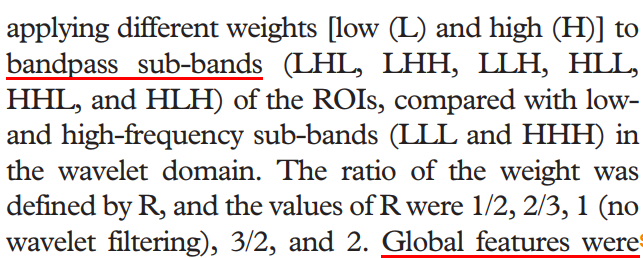 applying different weights [low (L) and high (H)] to
bandpass sub-bands (LHL, LHH, LLH, HLL,
HHL, and HLH) of the ROIs, compared with low-
and high-frequency sub-bands (LLL and HHH) in
the wavelet domain. The ratio of the weight was
defined by R, and the values of R were 1/2, 2/3, 1 (no
wavelet filtering), 3/2, and 2. Global features were